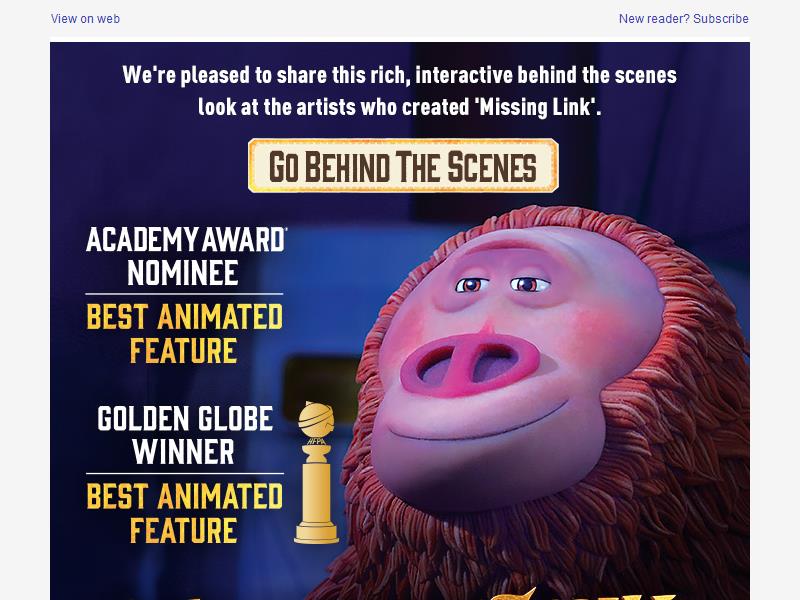 View on web
New reader? Subscribe
We're pleased to share this rich, interactive behind the scenes
look at the artists who created 'Missing Link'.
GO BEHIND THE SCENES
ACADEMY AWARD®
NOMINEE
BEST ANIMATED
FEATURE
GOLDEN GLOBE
WINNER
HFPA
BEST ANIMATED
FEATURE